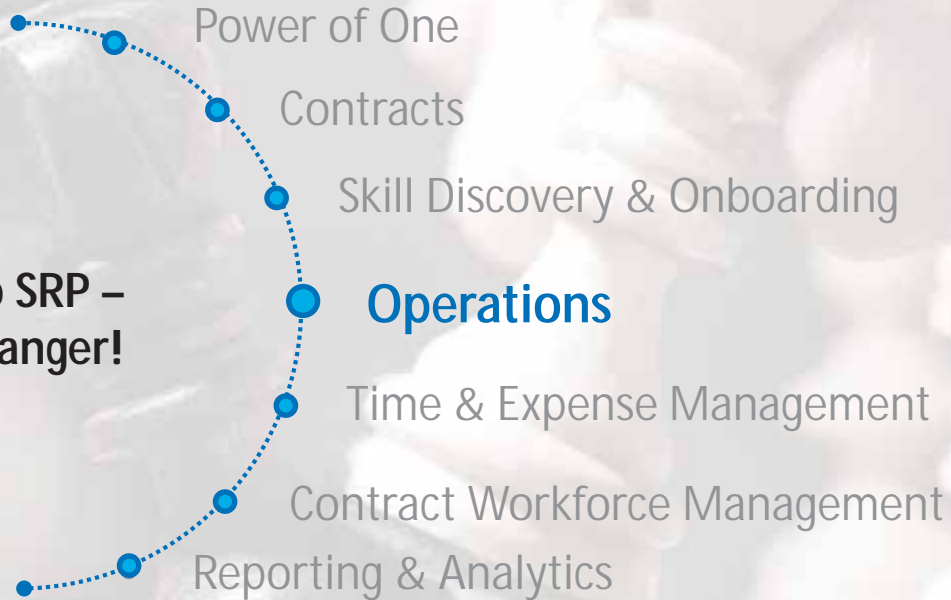 Power of One
Contracts
Skill Discovery & Onboarding
SRP –
Operations
anger!
Time & Expense Management
Contract Workforce Management
Reporting & Analytics